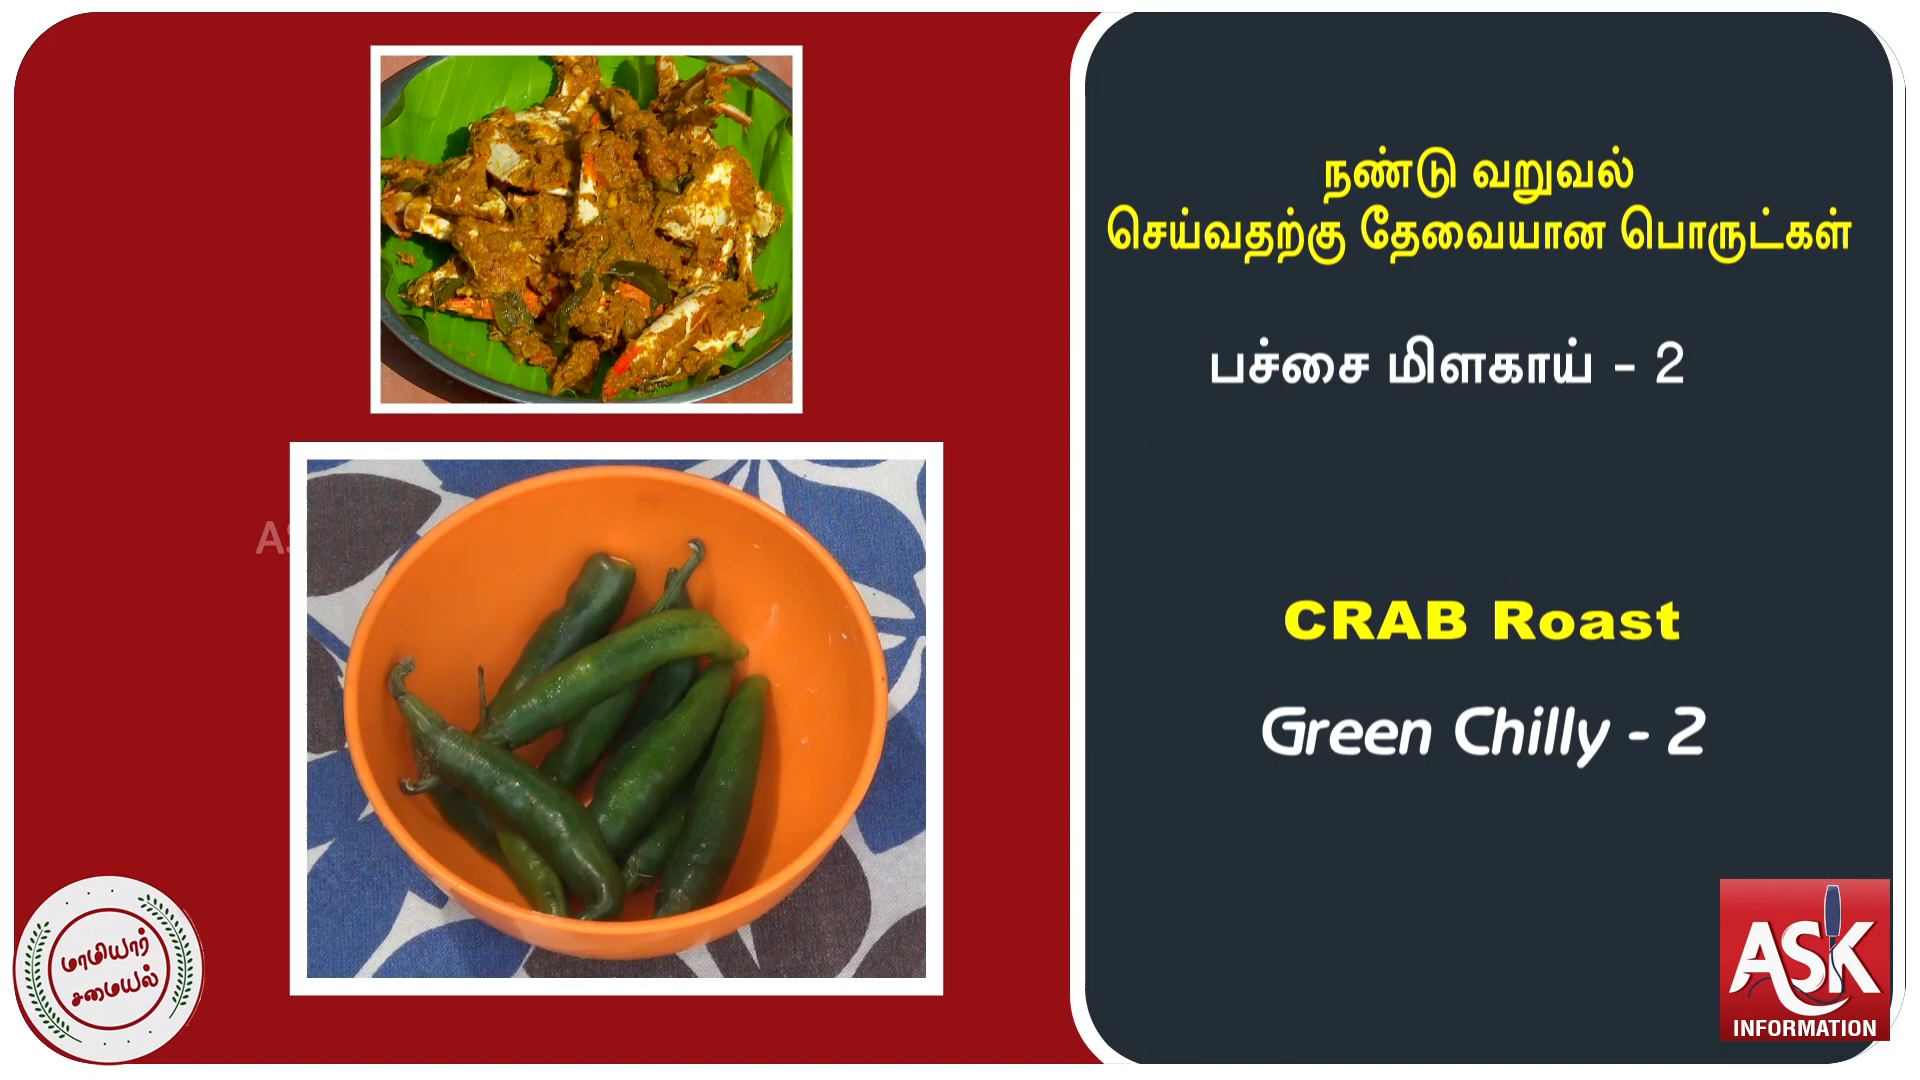 நண்டு வறுவல்
செய்வதற்கு தேவையான பொருட்கள்
பச்சை மிளகாய் - 2
CRAB Roast
Green Chilly - 2
மாமியார்
சமையல்
ASK
INFORMATION